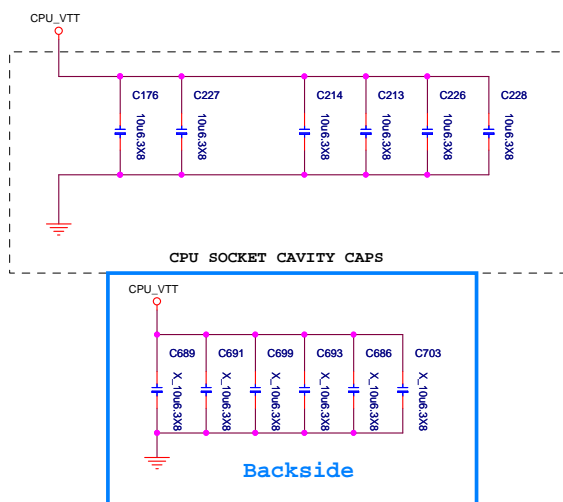 CPU_VTT
C176 C227 C214 C213 C226 C228
10u6.3X8 10u6.3X8 10u6.3X8 10u6.3X8 10u6.3X8 10u6.3X8
CPU SOCKET CAVITY CAPS
CPU_VTT
C689 C691 C699 C693 C686 C703
X_10u6.3X8 X_10u6.3X8 X_10u6.3X8 X_10u6.3X8 X_10u6.3X8 X_10u6.3X8
Backside